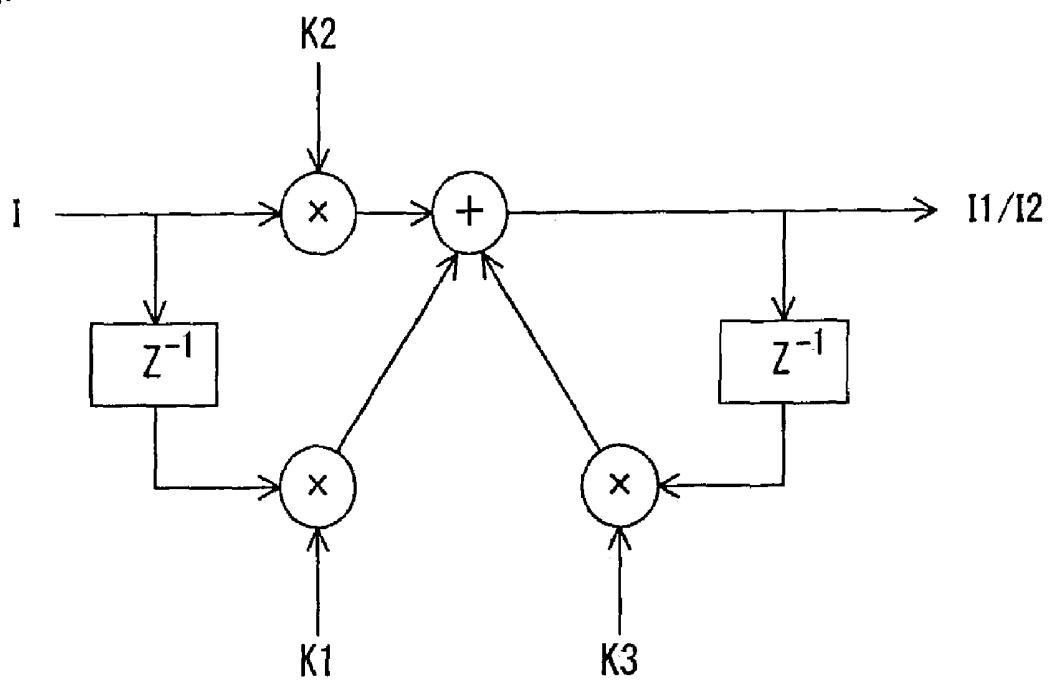 K2
I × + I1/I2
Z⁻¹ Z⁻¹
× ×
K1 K3